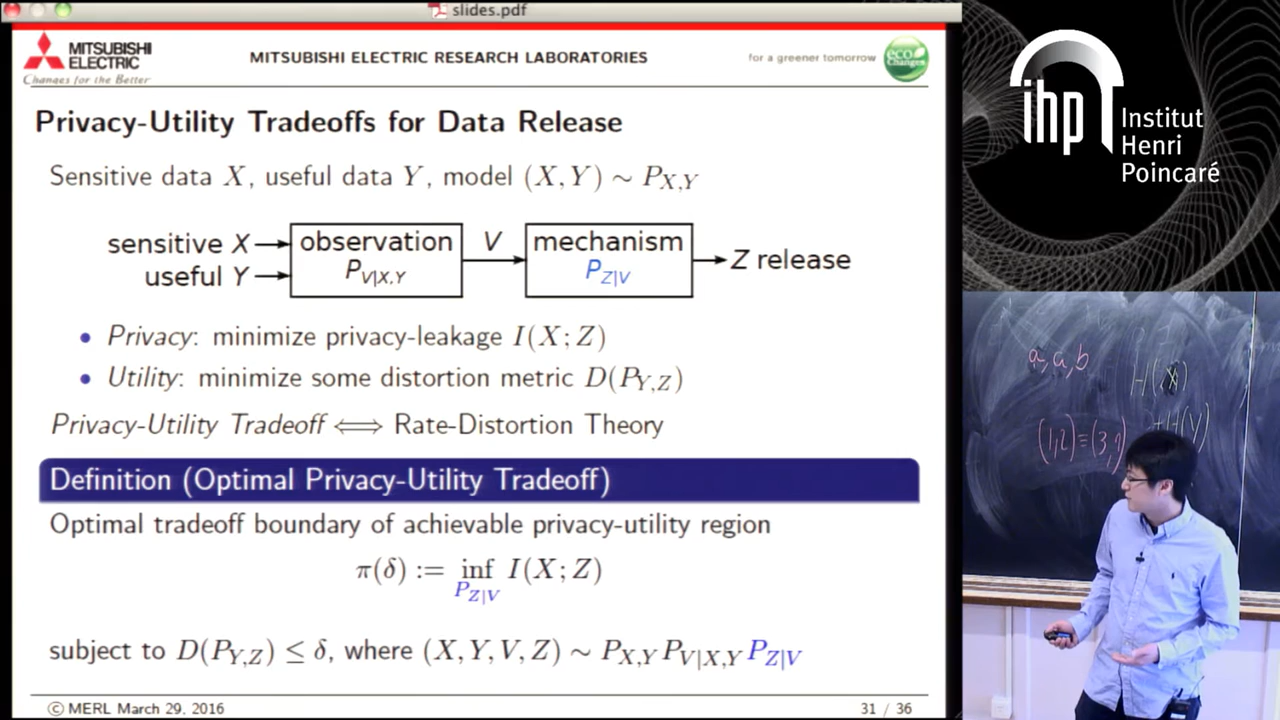 slides.pdf
MITSUBISHI ELECTRIC
Changes for the Better
MITSUBISHI ELECTRIC RESEARCH LABORATORIES
for a greener tomorrow
eco Changes
Privacy-Utility Tradeoffs for Data Release
Sensitive data X, useful data Y, model (X, Y) ∼ P_{X,Y}
sensitive X
useful Y
observation
P_{V|X,Y}
V
mechanism
P_{Z|V}
Z release
• Privacy: minimize privacy-leakage I(X; Z)
• Utility: minimize some distortion metric D(P_{Y,Z})
Privacy-Utility Tradeoff ⟺ Rate-Distortion Theory
Definition (Optimal Privacy-Utility Tradeoff)
Optimal tradeoff boundary of achievable privacy-utility region
π(δ) := inf_{P_{Z|V}} I(X; Z)
subject to D(P_{Y,Z}) ≤ δ, where (X, Y, V, Z) ∼ P_{X,Y} P_{V|X,Y} P_{Z|V}
© MERL March 29, 2016
31 / 36
ihp
Institut
Henri
Poincaré
a, a, b
H(X)
H(Y)